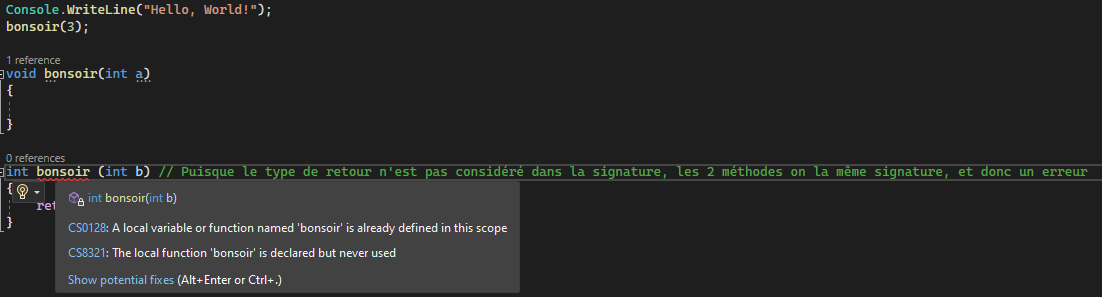 Console.WriteLine("Hello, World!");
bonsoir(3);
1 reference
void bonsoir(int a)
{
}
0 references
int bonsoir (int b) // Puisque le type de retour n'est pas considéré dans la signature, les 2 méthodes on la même signature, et donc un erreur
{
int bonsoir(int b)
ret
}
CS0128: A local variable or function named 'bonsoir' is already defined in this scope
CS8321: The local function 'bonsoir' is declared but never used
Show potential fixes (Alt+Enter or Ctrl+.)